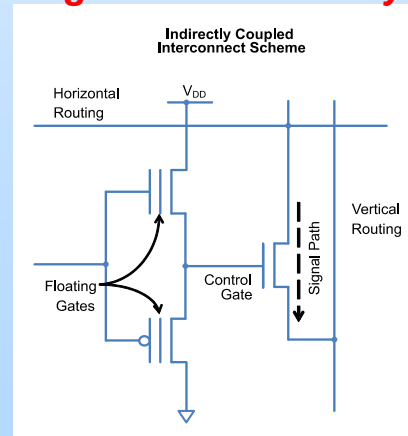 Indirectly Coupled
Interconnect Scheme
Horizontal
Routing
VDD
Vertical
Routing
Signal Path
Control
Gate
Floating
Gates